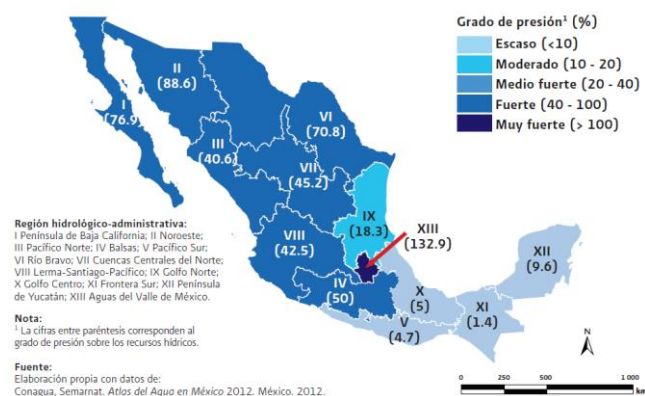 Grado de presión¹ (%)
Escaso (<10)
Moderado (10 - 20)
Medio fuerte (20 - 40)
Fuerte (40 - 100)
Muy fuerte (> 100)
II
(88.6)
I
(76.9)
VI
(70.8)
III
(40.6)
VII
(45.2)
IX
(18.3)
XIII
(132.9)
VIII
(42.5)
XII
(9.6)
IV
(50)
X
(5)
XI
(1.4)
V
(4.7)
Región hidrológico-administrativa:
I Península de Baja California; II Noroeste;
III Pacífico Norte; IV Balsas; V Pacífico Sur;
VI Río Bravo; VII Cuencas Centrales del Norte;
VIII Lerma-Santiago-Pacífico; IX Golfo Norte;
X Golfo Centro; XI Frontera Sur; XII Península
de Yucatán; XIII Aguas del Valle de México.
Nota:
¹ La cifras entre paréntesis corresponden al
grado de presión sobre los recursos hídricos.
Fuente:
Elaboración propia con datos de:
Conagua, Semarnat. Atlas del Agua en México 2012. México. 2012.
N
0 250 500 1 000
km